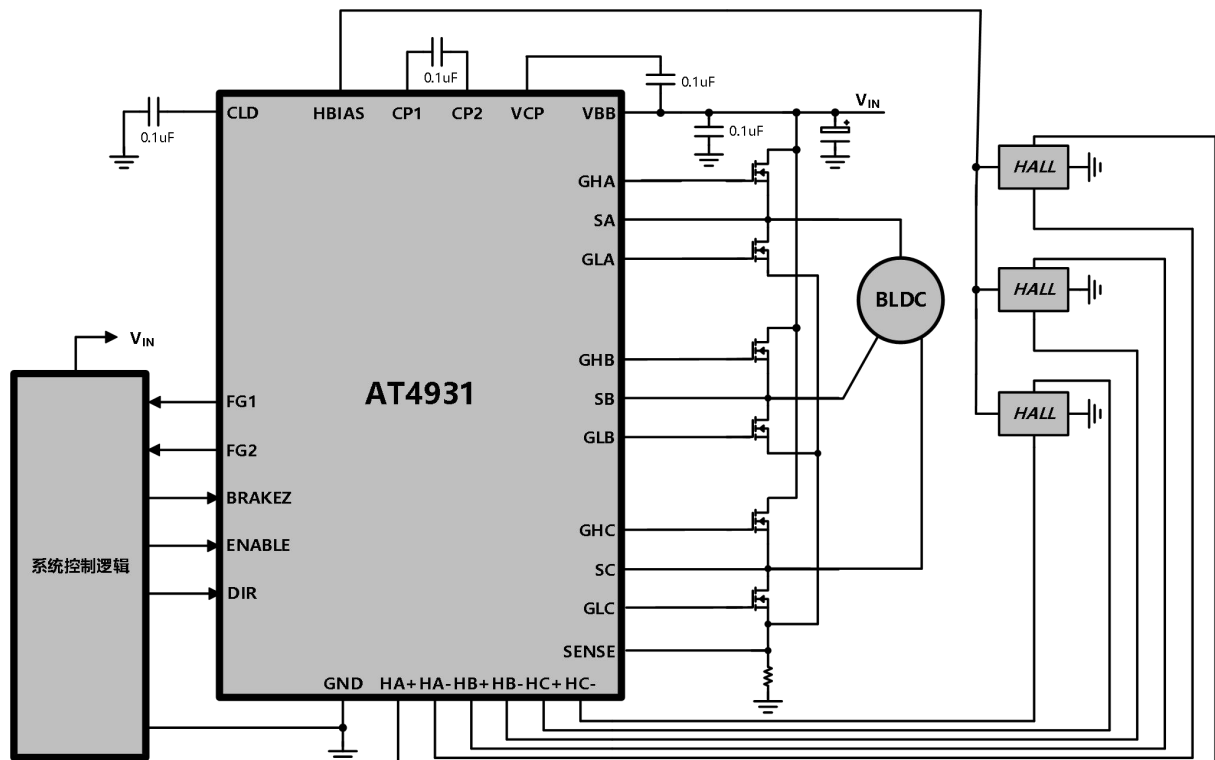 0.1uF
0.1uF
0.1uF
CLD
HBIAS
CP1
CP2
VCP
VBB
VIN
0.1uF
HALL
GHA
SA
GLA
BLDC
HALL
VIN
GHB
AT4931
SB
HALL
FG1
GLB
FG2
BRAKEZ
GHC
ENABLE
系统控制逻辑
SC
DIR
GLC
SENSE
GND
HA+
HA-
HB+
HB-
HC+
HC-